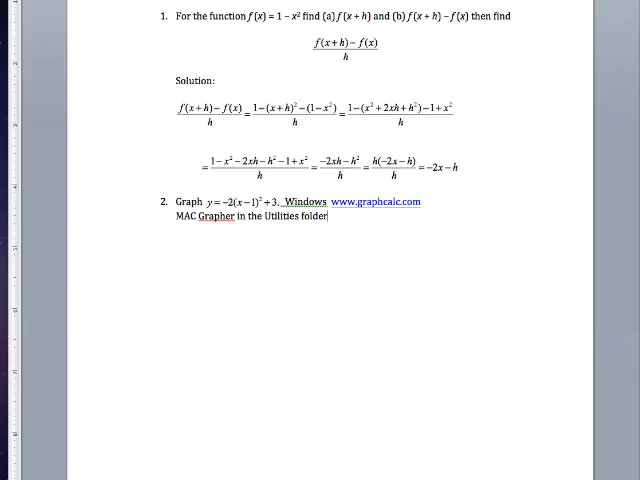 1. For the function f(x) = 1 – x² find (a) f(x + h) and (b) f(x + h) – f(x) then find
f(x+h)– f(x) / h
Solution:
f(x+h)– f(x) / h = 1–(x+h)² –(1–x²) / h = 1–(x² + 2xh + h²)–1+x² / h
= 1–x² – 2xh – h² –1+x² / h = –2xh – h² / h = h(–2x – h) / h = –2x – h
2. Graph y = –2(x –1)² + 3. Windows www.graphcalc.com
MAC Grapher in the Utilities folder